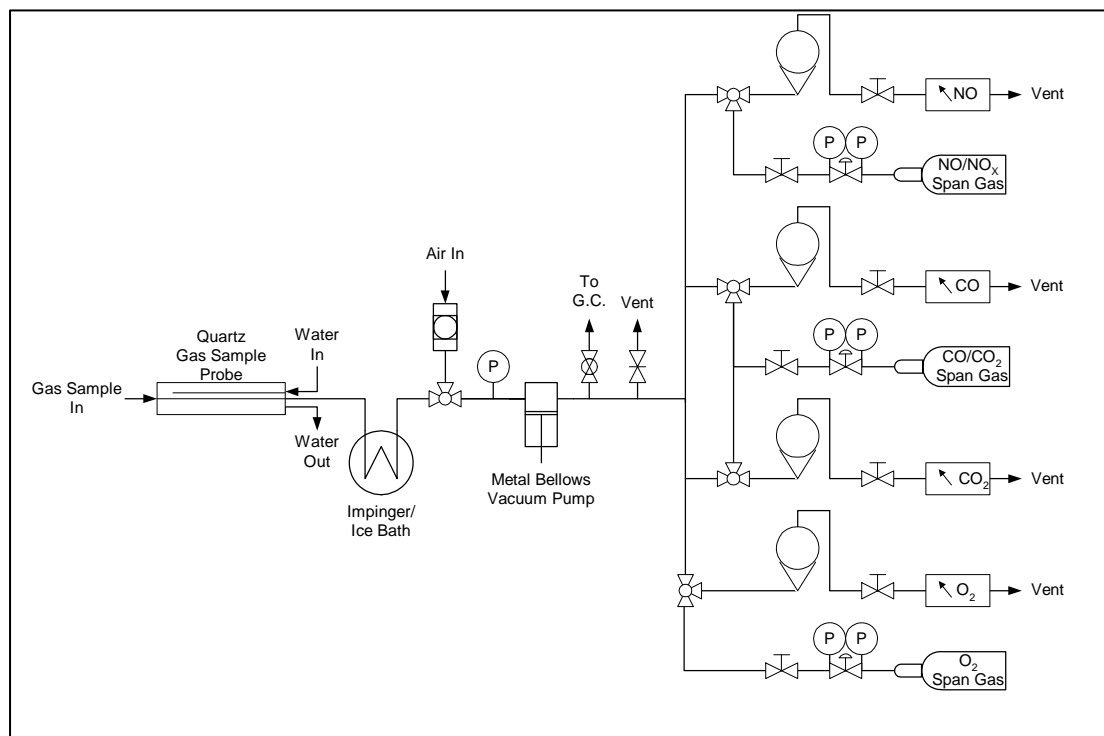 NO
Vent
P
P
NO/NOX
Span Gas
Air In
To
G.C.
Vent
CO
Vent
P
P
CO/CO2
Span Gas
Quartz
Gas Sample
Probe
Water
In
P
Gas Sample
In
Water
Out
Metal Bellows
Vacuum Pump
Impinger/
Ice Bath
CO2
Vent
O2
Vent
P
P
O2
Span Gas